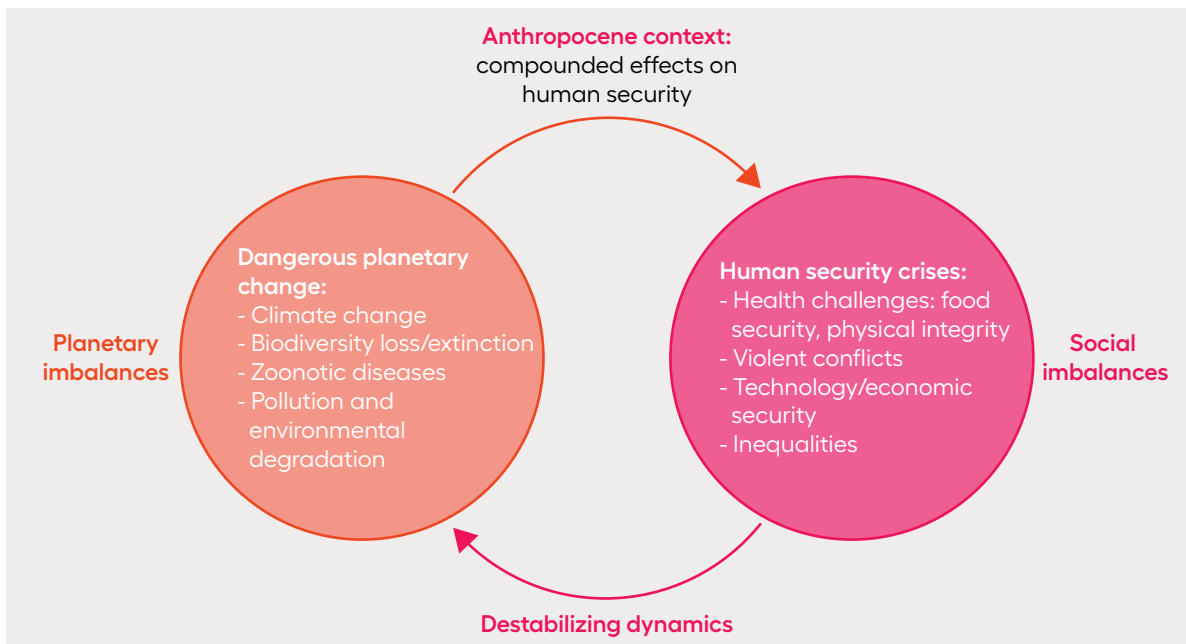 Anthropocene context:
compounded effects on
human security
Planetary
imbalances
Dangerous planetary
change:
- Climate change
- Biodiversity loss/extinction
- Zoonotic diseases
- Pollution and
environmental
degradation
Human security crises:
- Health challenges: food
security, physical integrity
- Violent conflicts
- Technology/economic
security
- Inequalities
Social
imbalances
Destabilizing dynamics